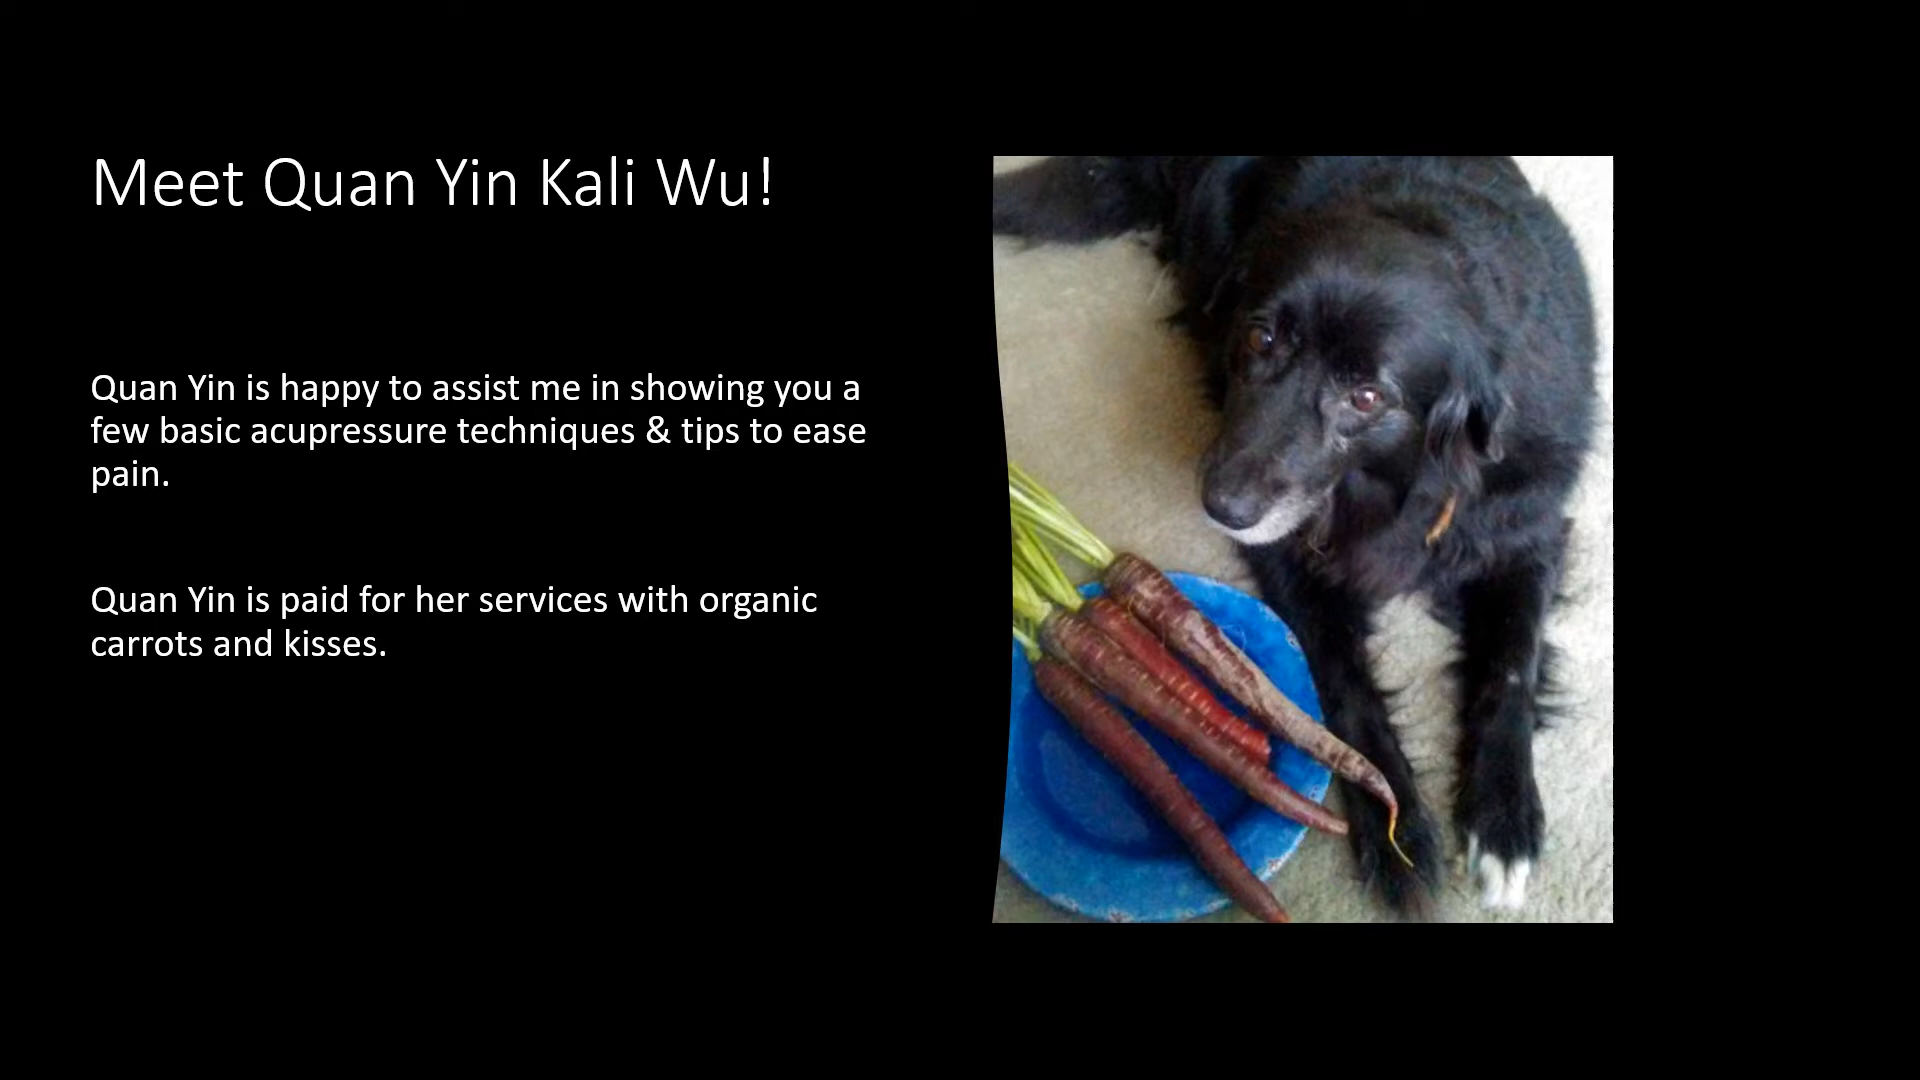 Meet Quan Yin Kali Wu!
Quan Yin is happy to assist me in showing you a
few basic acupressure techniques & tips to ease
pain.
Quan Yin is paid for her services with organic
carrots and kisses.